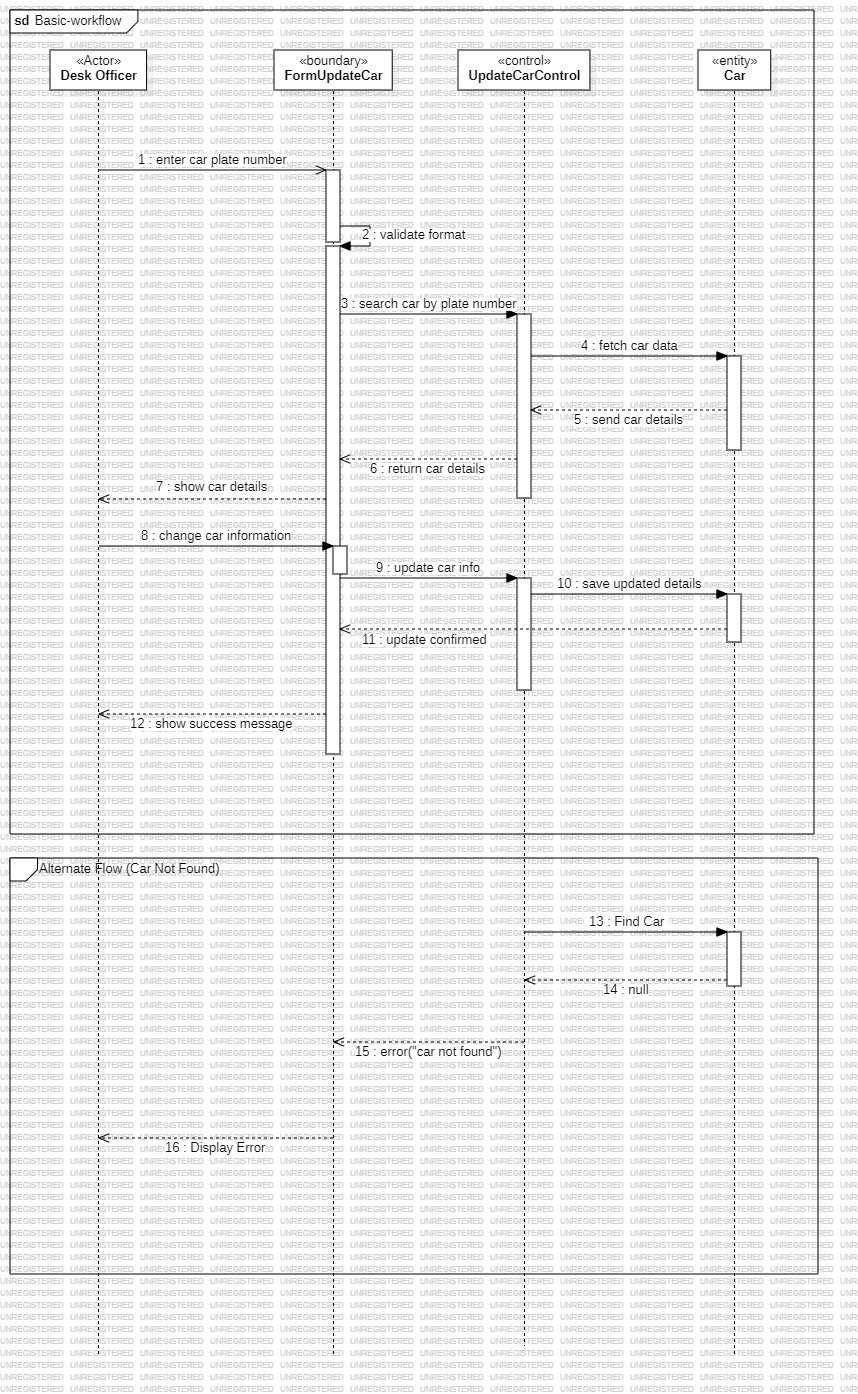 sd Basic-workflow
«Actor»
Desk Officer
«boundary»
FormUpdateCar
«control»
UpdateCarControl
«entity»
Car
1 : enter car plate number
2 : validate format
3 : search car by plate number
4 : fetch car data
5 : send car details
6 : return car details
7 : show car details
8 : change car information
9 : update car info
10 : save updated details
11 : update confirmed
12 : show success message
Alternate Flow (Car Not Found)
13 : Find Car
14 : null
15 : error("car not found")
16 : Display Error
UNREGISTERED